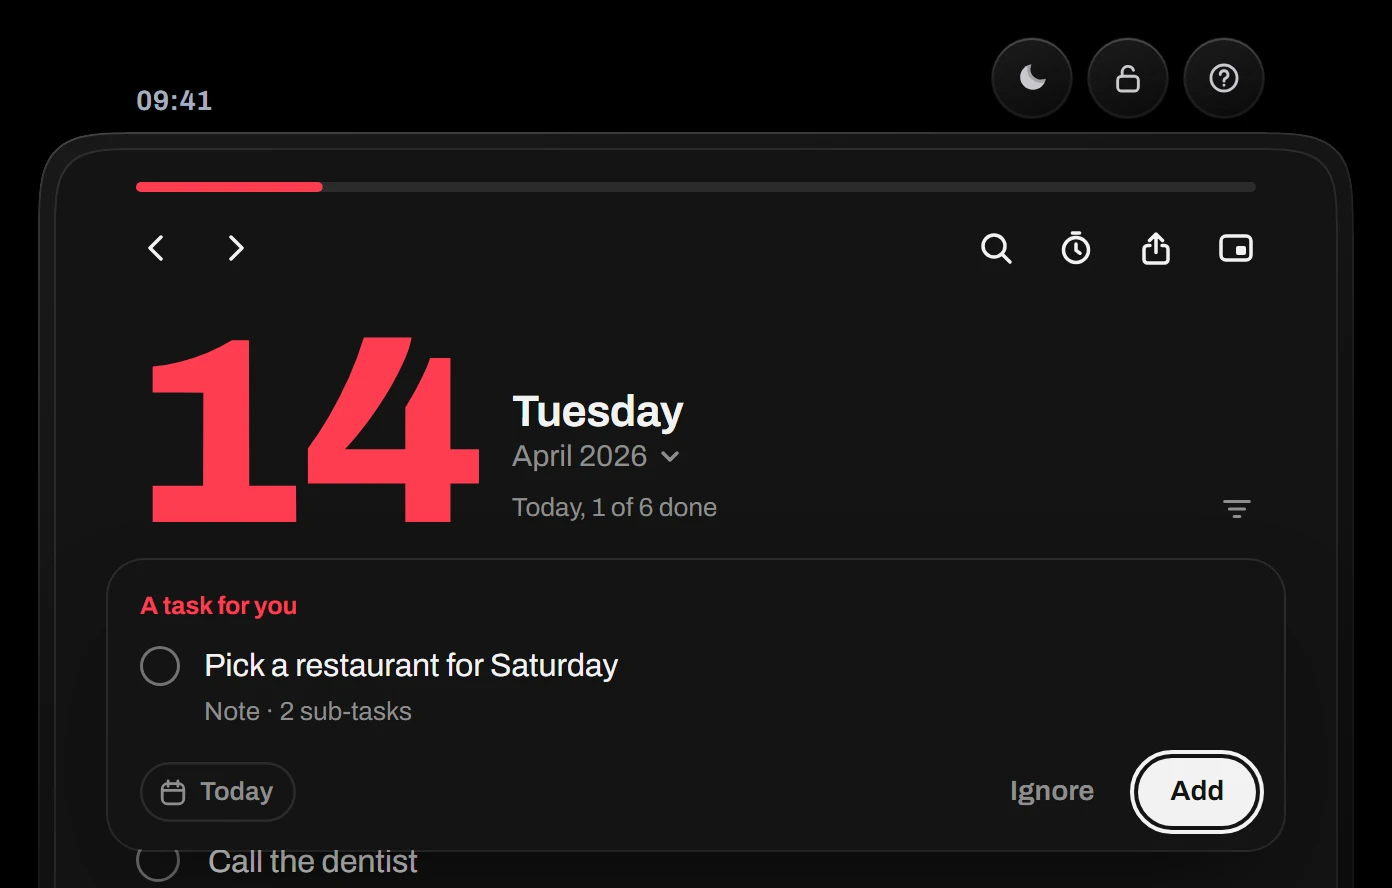 09:41
14
Tuesday
April 2026
Today, 1 of 6 done
A task for you
Pick a restaurant for Saturday
Note · 2 sub-tasks
Today
Ignore
Add
Call the dentist